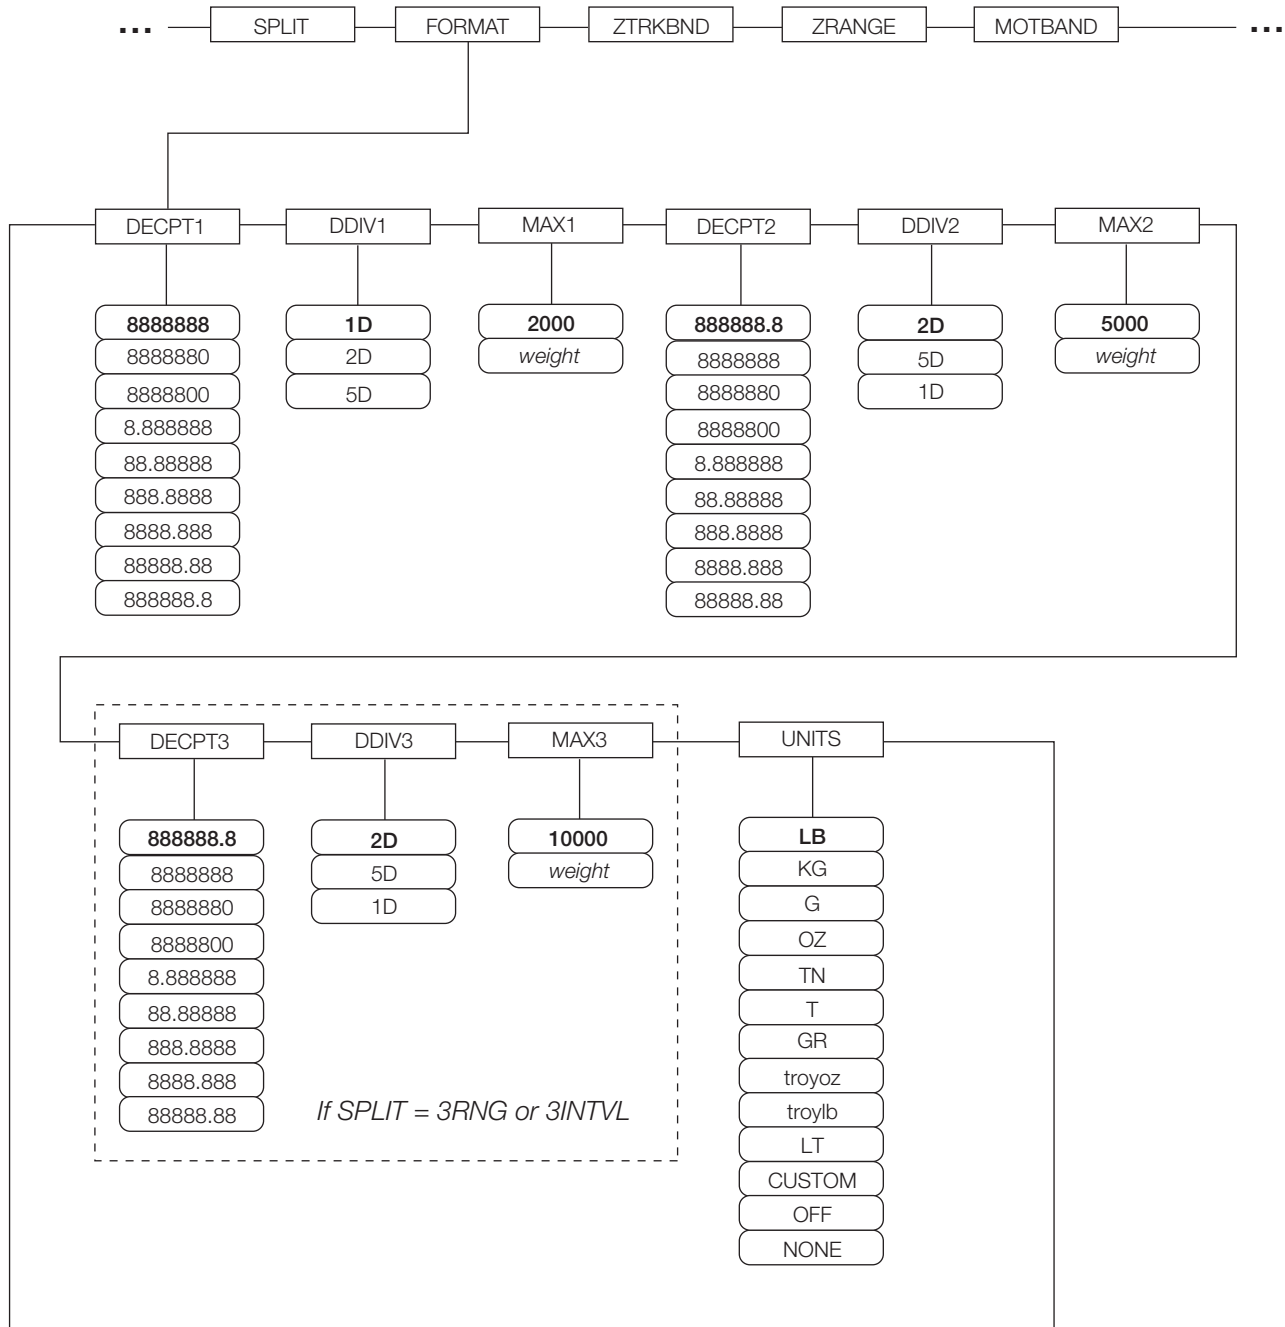 ... SPLIT FORMAT ZTRKBND ZRANGE MOTBAND ...
DECPT1 DDIV1 MAX1 DECPT2 DDIV2 MAX2
8888888 1D 2000 888888.8 2D 5000
8888880 2D weight 8888888 5D weight
8888800 5D 8888880 1D
8.888888 8888800
88.88888 8.888888
888.8888 88.88888
8888.888 888.8888
88888.88 8888.888
888888.8 88888.88
DECPT3 DDIV3 MAX3 UNITS
888888.8 2D 10000 LB
8888888 5D weight KG
8888880 1D G
8888800 OZ
8.888888 TN
88.88888 T
888.8888 GR
8888.888 troyoz
88888.88 If SPLIT = 3RNG or 3INTVL troylb
LT
CUSTOM
OFF
NONE